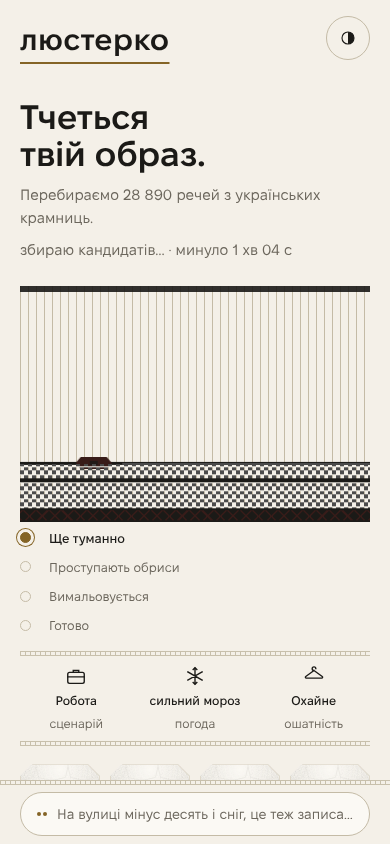 люстерко
Тчеться
твій образ.
Перебираємо 28 890 речей з українських
крамниць.
збираю кандидатів... · минуло 1 хв 04 с
Ще туманно
Проступають обриси
Вимальовується
Готово
Робота сильний мороз Охайне
сценарій погода ошатність
На вулиці мінус десять і сніг, це теж записа...